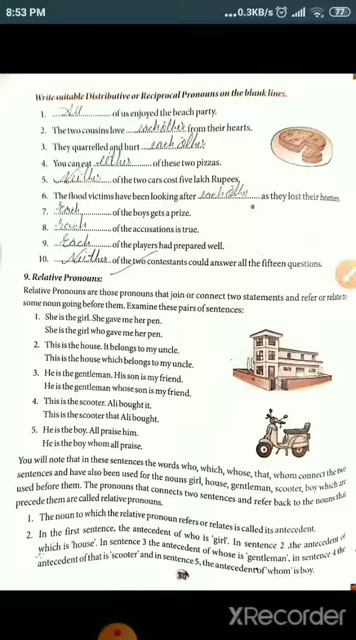 8:53 PM
...0.3KB/s 77
Write suitable Distributive or Reciprocal Pronouns on the blank lines.
1. All of us enjoyed the beach party.
2. The two cousins love each other from their hearts.
3. They quarrelled and hurt each other
4. You can eat either of these two pizzas.
5. Neither of the two cars cost five lakh Rupees.
6. The flood victims have been looking after each other as they lost their homes.
7. Each of the boys gets a prize.
8. Each of the accusations is true.
9. Each of the players had prepared well.
10. Neither of the two contestants could answer all the fifteen questions.
9. Relative Pronouns:
Relative Pronouns are those pronouns that join or connect two statements and refer or relate to
some noun going before them. Examine these pairs of sentences:
1. She is the girl. She gave me her pen.
She is the girl who gave me her pen.
2. This is the house. It belongs to my uncle.
This is the house which belongs to my uncle.
3. He is the gentleman. His son is my friend.
He is the gentleman whose son is my friend.
4. This is the scooter. Ali bought it.
This is the scooter that Ali bought.
5. He is the boy. All praise him.
He is the boy whom all praise.
You will note that in these sentences the words who, which, whose, that, whom connect the two
sentences and have also been used for the nouns girl, house, gentleman, scooter, boy which are
used before them. The pronouns that connect two sentences and refer back to the nouns that
precede them are called relative pronouns.
1. The noun to which the relative pronoun refers or relates is called its antecedent.
2. In the first sentence, the antecedent of who is 'girl'. In sentence 2 ,the antecedent of
which is 'house'. In sentence 3 the antecedent of whose is 'gentleman', in sentence 4 the
antecedent of that is 'scooter' and in sentence 5, the antecedent of 'whom' is boy.
XRecorder